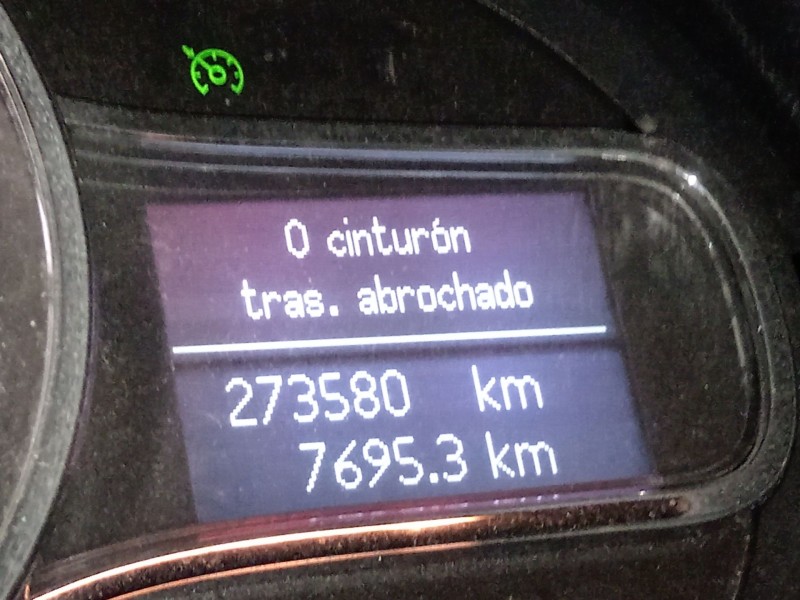 0 cinturón
tras. abrochado
273580 km
7695.3 km